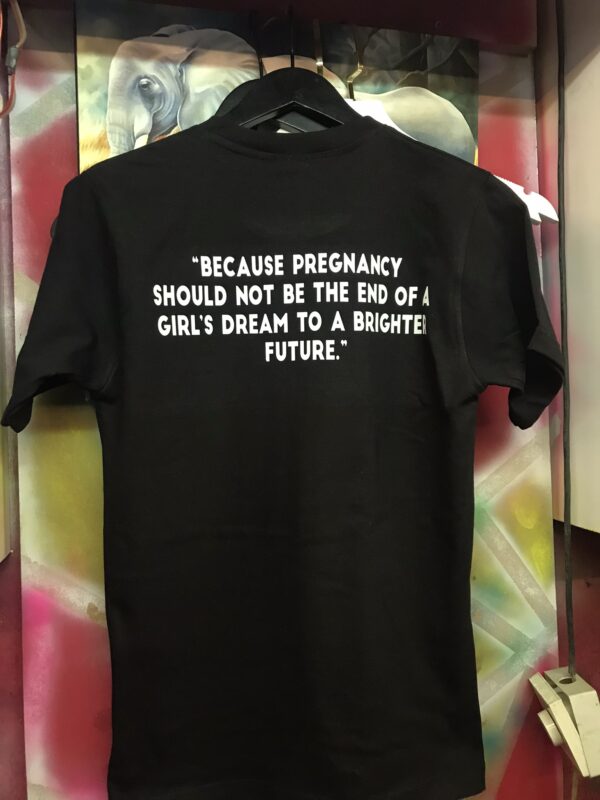 "BECAUSE PREGNANCY
SHOULD NOT BE THE END OF A
GIRL'S DREAM TO A BRIGHTER
FUTURE."